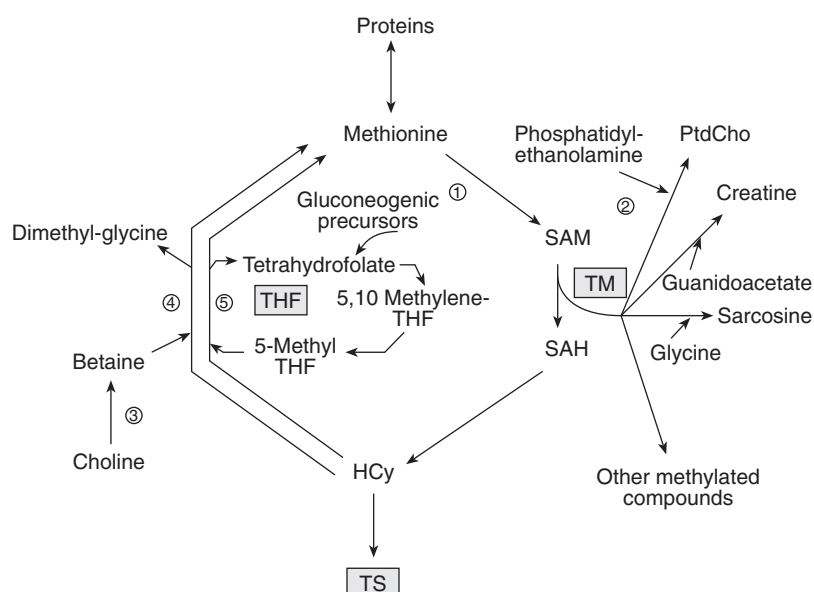 Proteins
Methionine
Phosphatidyl-
ethanolamine
PtdCho
Creatine
①
②
Gluconeogenic
precursors
SAM
Dimethyl-glycine
Tetrahydrofolate
TM
Guanidoacetate
THF
5,10 Methylene-
THF
④
⑤
Sarcosine
5-Methyl
THF
SAH
Glycine
Betaine
③
Choline
HCy
Other methylated
compounds
TS